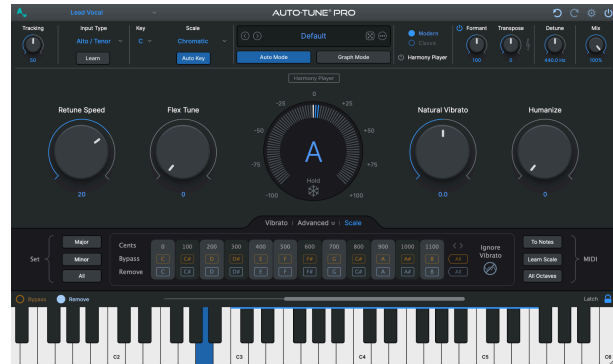 Lead Vocal
AUTO-TUNE® PRO
Tracking
Input Type
Key
Scale
50
Alto / Tenor
C
Chromatic
Learn
Auto Key
Default
Auto Mode
Graph Mode
Modern
Classic
Harmony Player
Formant
Transpose
Detune
Mix
100
0
440.0 Hz
100%
Harmony Player
Retune Speed
20
Flex Tune
0
0
-25
+25
-50
+50
-75
+75
-100
+100
A
Hold
Natural Vibrato
0.0
Humanize
0
Vibrato | Advanced | Scale
Set
Major
Minor
All
Cents 0 100 200 300 400 500 600 700 800 900 1000 1100
Bypass C C# D D# E F F# G G# A A# B All
Remove C C# D D# E F F# G G# A A# B All
Ignore
Vibrato
To Notes
Learn Scale
All Octaves
MIDI
Bypass
Remove
Latch
C2
C3
C4
C5
C6